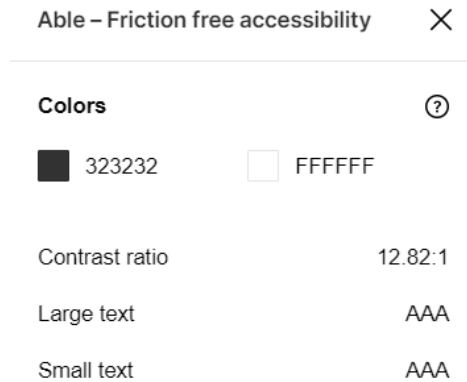 Able – Friction free accessibility
Colors
323232 FFFFFF
Contrast ratio 12.82:1
Large text AAA
Small text AAA